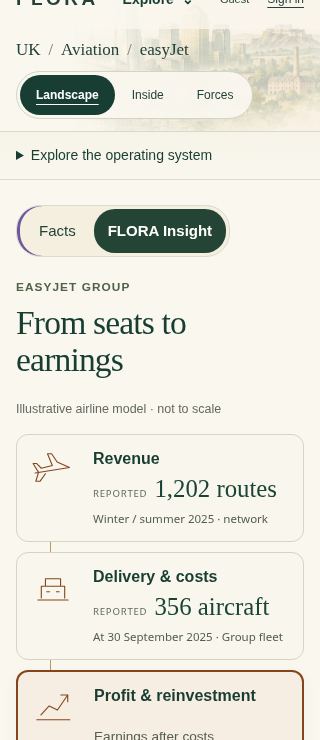 FLORA Explore Guest Sign in
UK / Aviation / easyJet
Landscape Inside Forces
Explore the operating system
Facts FLORA Insight
EASYJET GROUP
From seats to
earnings
Illustrative airline model · not to scale
Revenue
REPORTED 1,202 routes
Winter / summer 2025 · network
Delivery & costs
REPORTED 356 aircraft
At 30 September 2025 · Group fleet
Profit & reinvestment
Earnings after costs